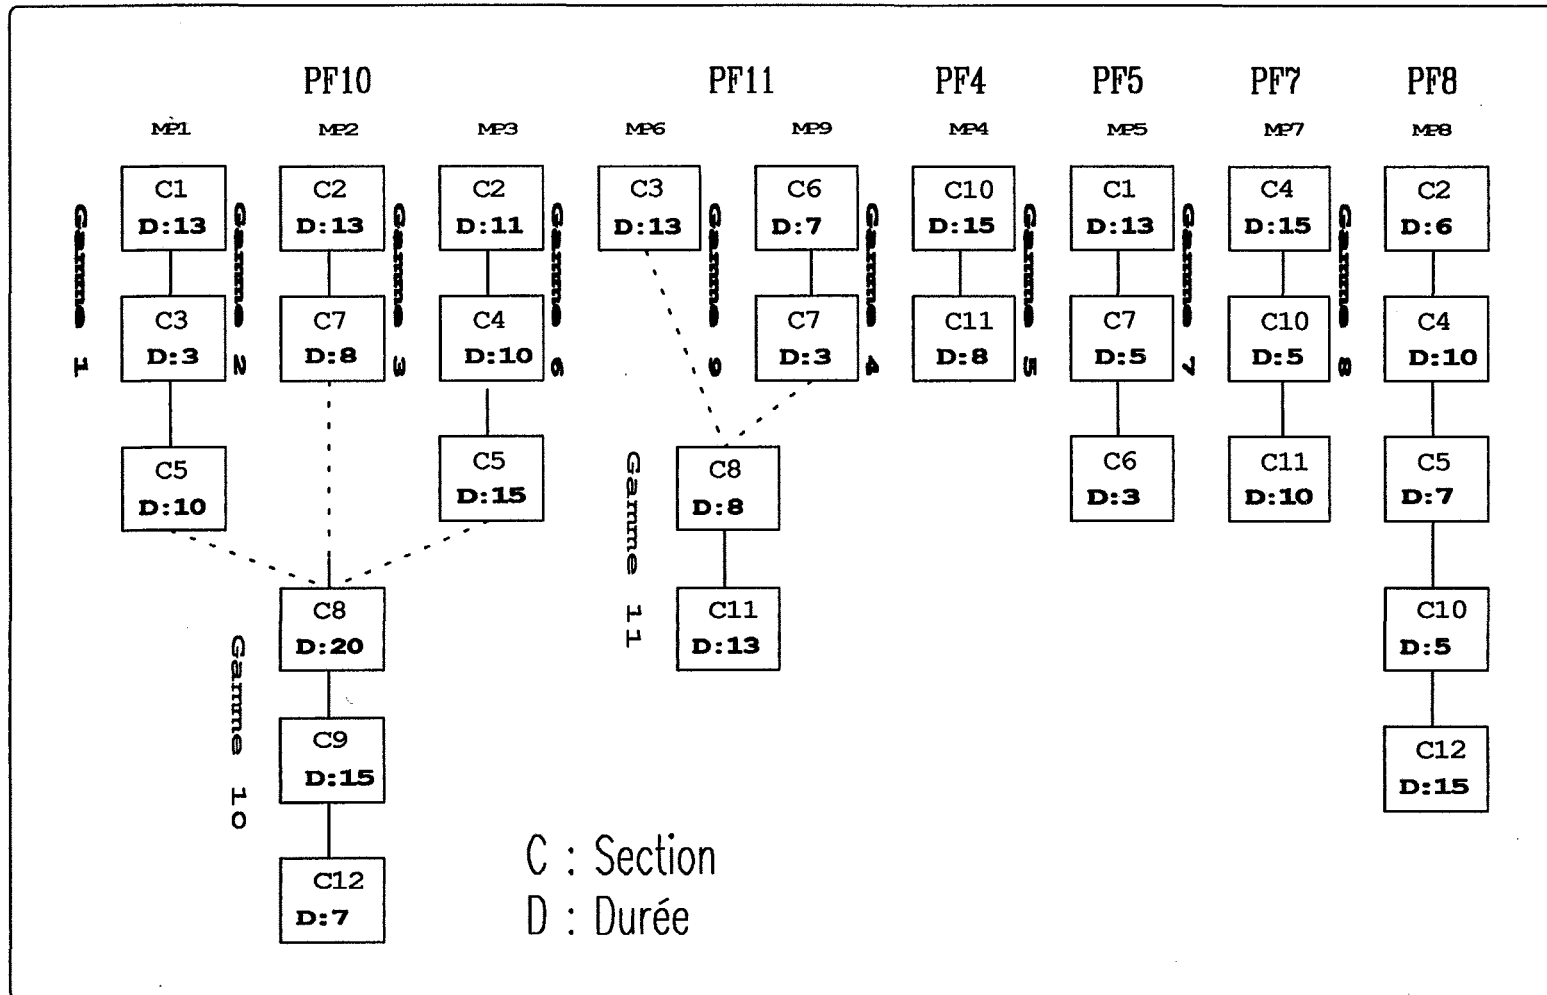 PF10 PF11 PF4 PF5 PF7 PF8
MP1 MP2 MP3 MP6 MP9 MP4 MP5 MP7 MP8
Gamme 1
Gamme 2
Gamme 3
Gamme 6
Gamme 9
Gamme 4
Gamme 5
Gamme 7
Gamme 8
C1 C2 C2 C3 C6 C10 C1 C4 C2
D:13 D:13 D:11 D:13 D:7 D:15 D:13 D:15 D:6
C3 C7 C4 C7 C11 C7 C10 C4
D:3 D:8 D:10 D:3 D:8 D:5 D:5 D:10
C5 C5 C8 C6 C11 C5
D:10 D:15 D:8 D:3 D:10 D:7
Gamme 11
C8 C11 C10
D:20 D:13 D:5
Gamme 10
C9 C12
D:15 D:15
C12
D:7
C : Section
D : Durée